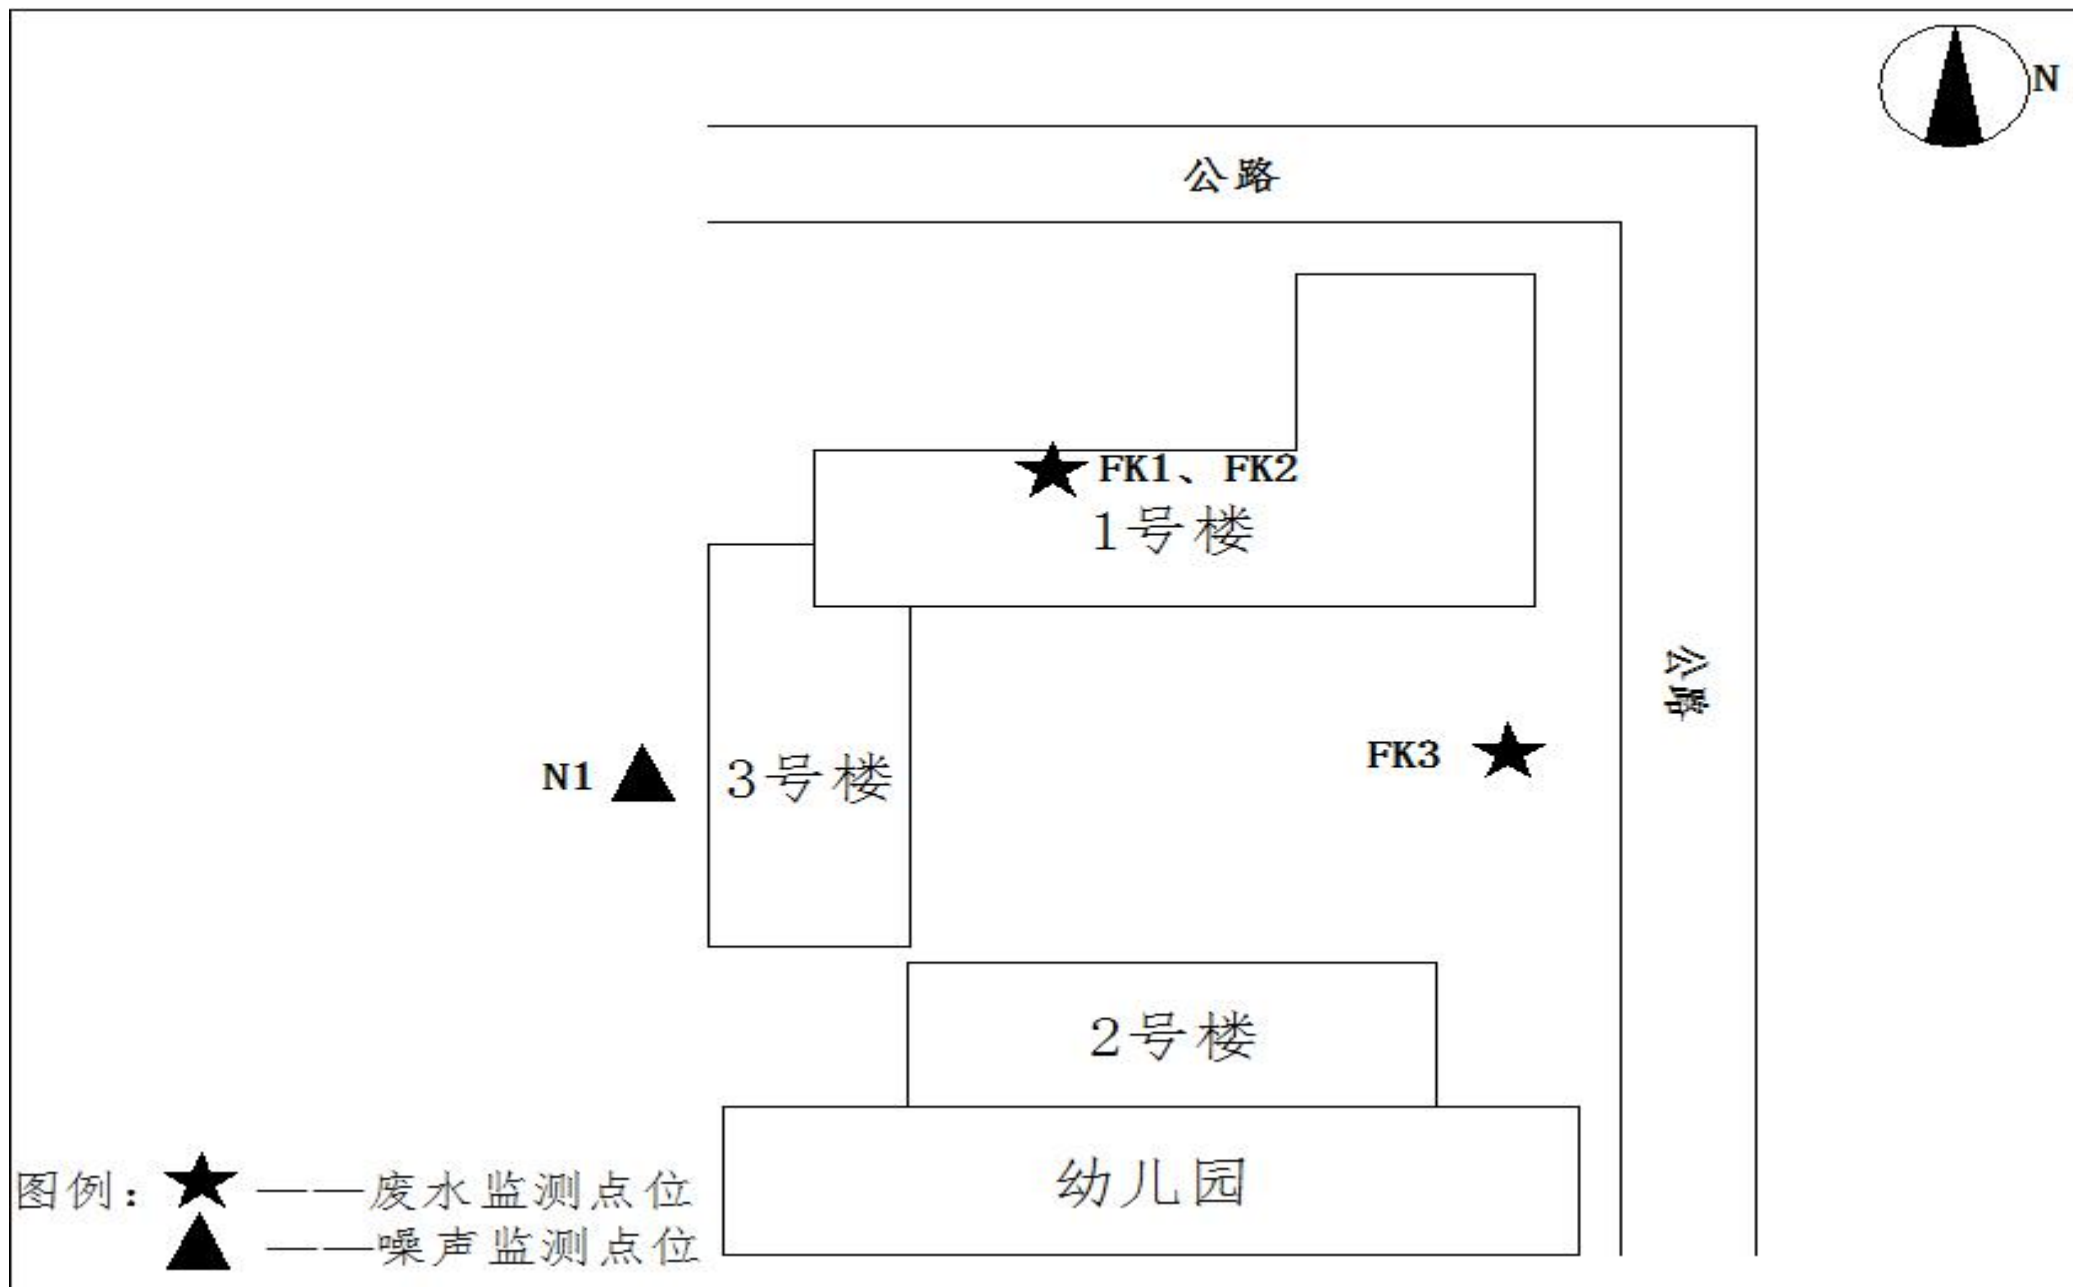 N
公路
FK1、FK2
1号楼
公路
FK3
N1
3号楼
2号楼
幼儿园
图例：★ ——废水监测点位
▲ ——噪声监测点位